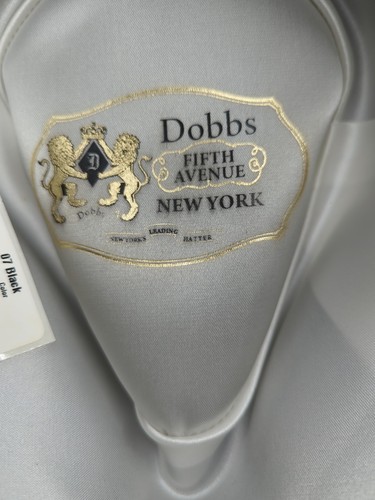 Dobbs
FIFTH
AVENUE
NEW YORK
NEW YORK'S LEADING HATTER
D
Dobbs
07 Black
Color